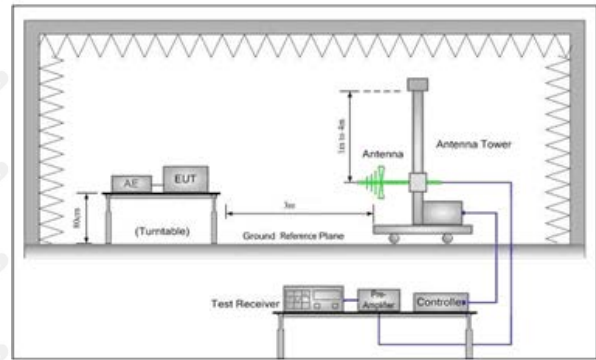 1m to 4m
Antenna
Antenna Tower
AE
EUT
80cm
(Turntable)
3m
Ground Reference Plane
Test Receiver
Pre-
Amplifier
Controller